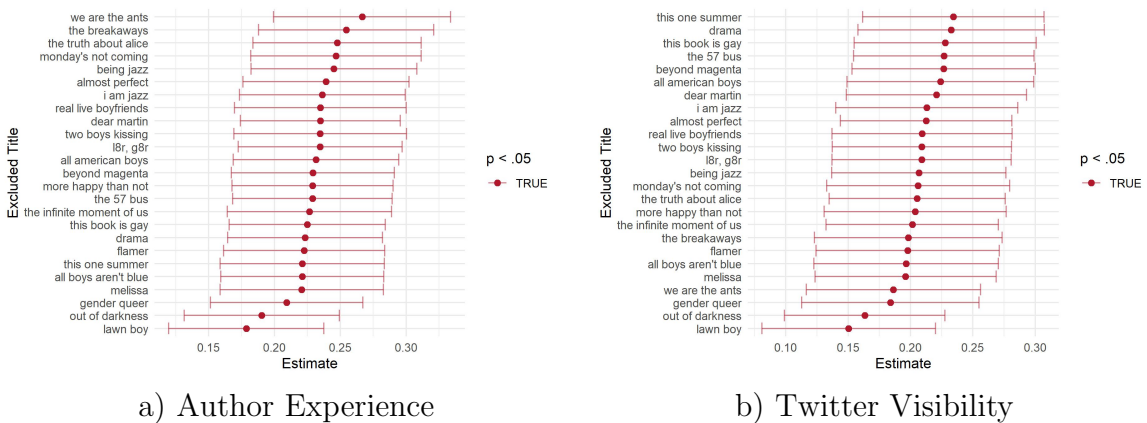 we are the ants
the breakaways
the truth about alice
monday's not coming
being jazz
almost perfect
i am jazz
real live boyfriends
dear martin
two boys kissing
l8r, g8r
all american boys
beyond magenta
more happy than not
the 57 bus
the infinite moment of us
this book is gay
drama
flamer
this one summer
all boys aren't blue
melissa
gender queer
out of darkness
lawn boy
Excluded Title
0.15 0.20 0.25 0.30
Estimate
p < .05
TRUE
a) Author Experience
this one summer
drama
this book is gay
the 57 bus
beyond magenta
all american boys
dear martin
i am jazz
almost perfect
real live boyfriends
two boys kissing
l8r, g8r
being jazz
monday's not coming
the truth about alice
more happy than not
the infinite moment of us
the breakaways
flamer
all boys aren't blue
melissa
we are the ants
gender queer
out of darkness
lawn boy
Excluded Title
0.10 0.15 0.20 0.25 0.30
Estimate
p < .05
TRUE
b) Twitter Visibility